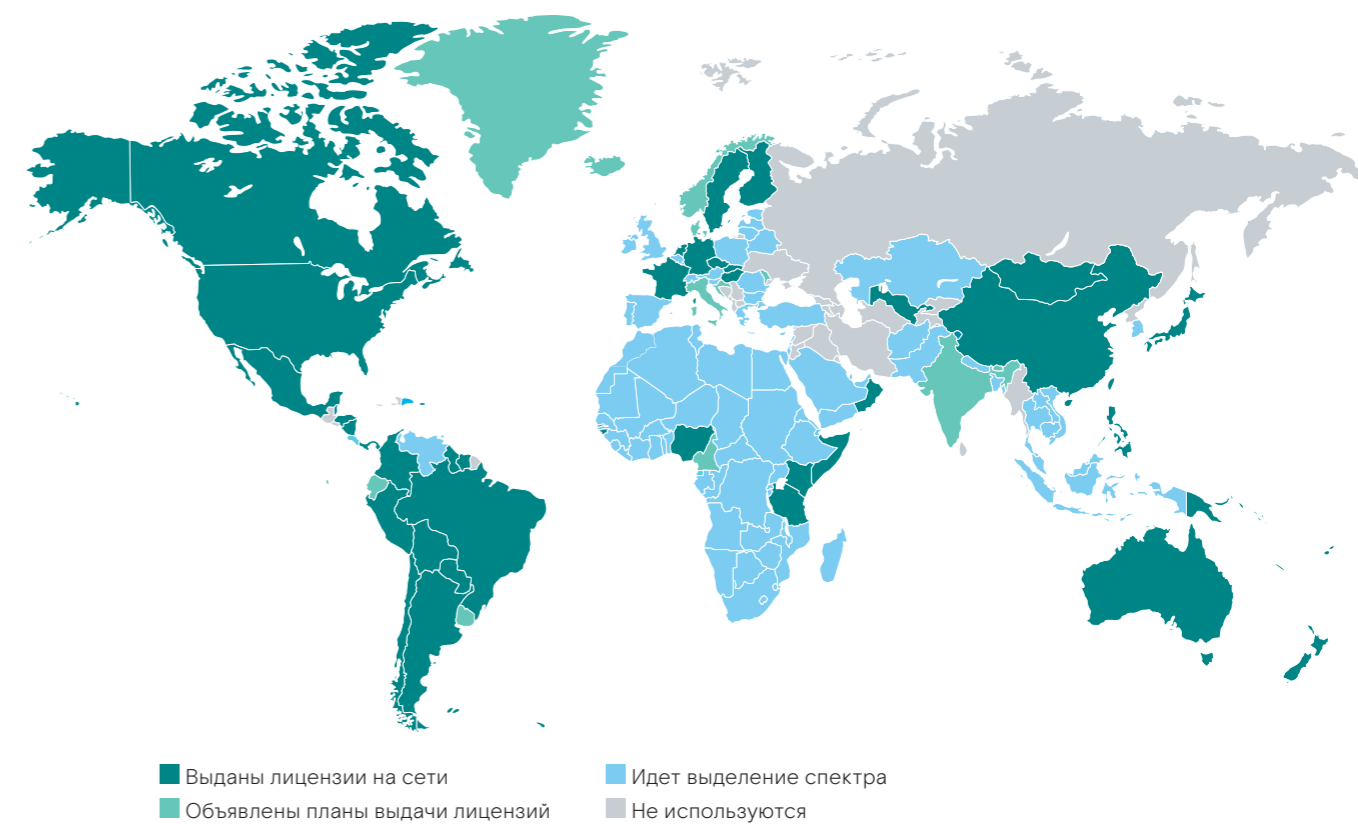 Выданы лицензии на сети
Объявлены планы выдачи лицензий
Идет выделение спектра
Не используются